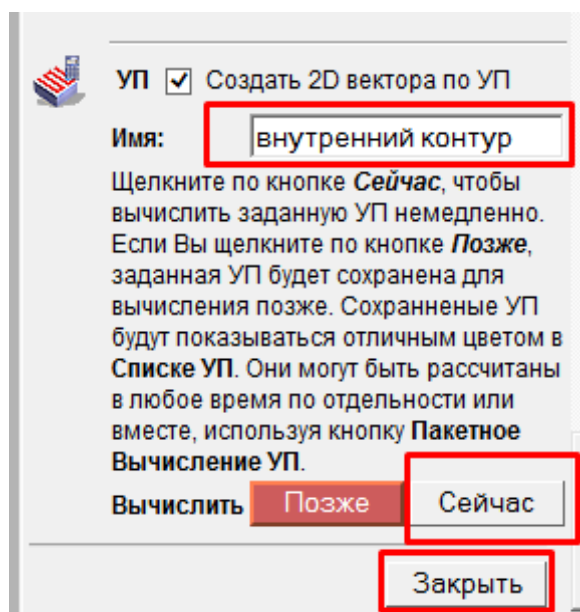 УП Создать 2D вектора по УП
Имя: внутренний контур
Щелкните по кнопке Сейчас, чтобы
вычислить заданную УП немедленно.
Если Вы щелкните по кнопке Позже,
заданная УП будет сохранена для
вычисления позже. Сохранненые УП
будут показываться отличным цветом в
Списке УП. Они могут быть рассчитаны
в любое время по отдельности или
вместе, используя кнопку Пакетное
Вычисление УП.
Вычислить Позже Сейчас
Закрыть